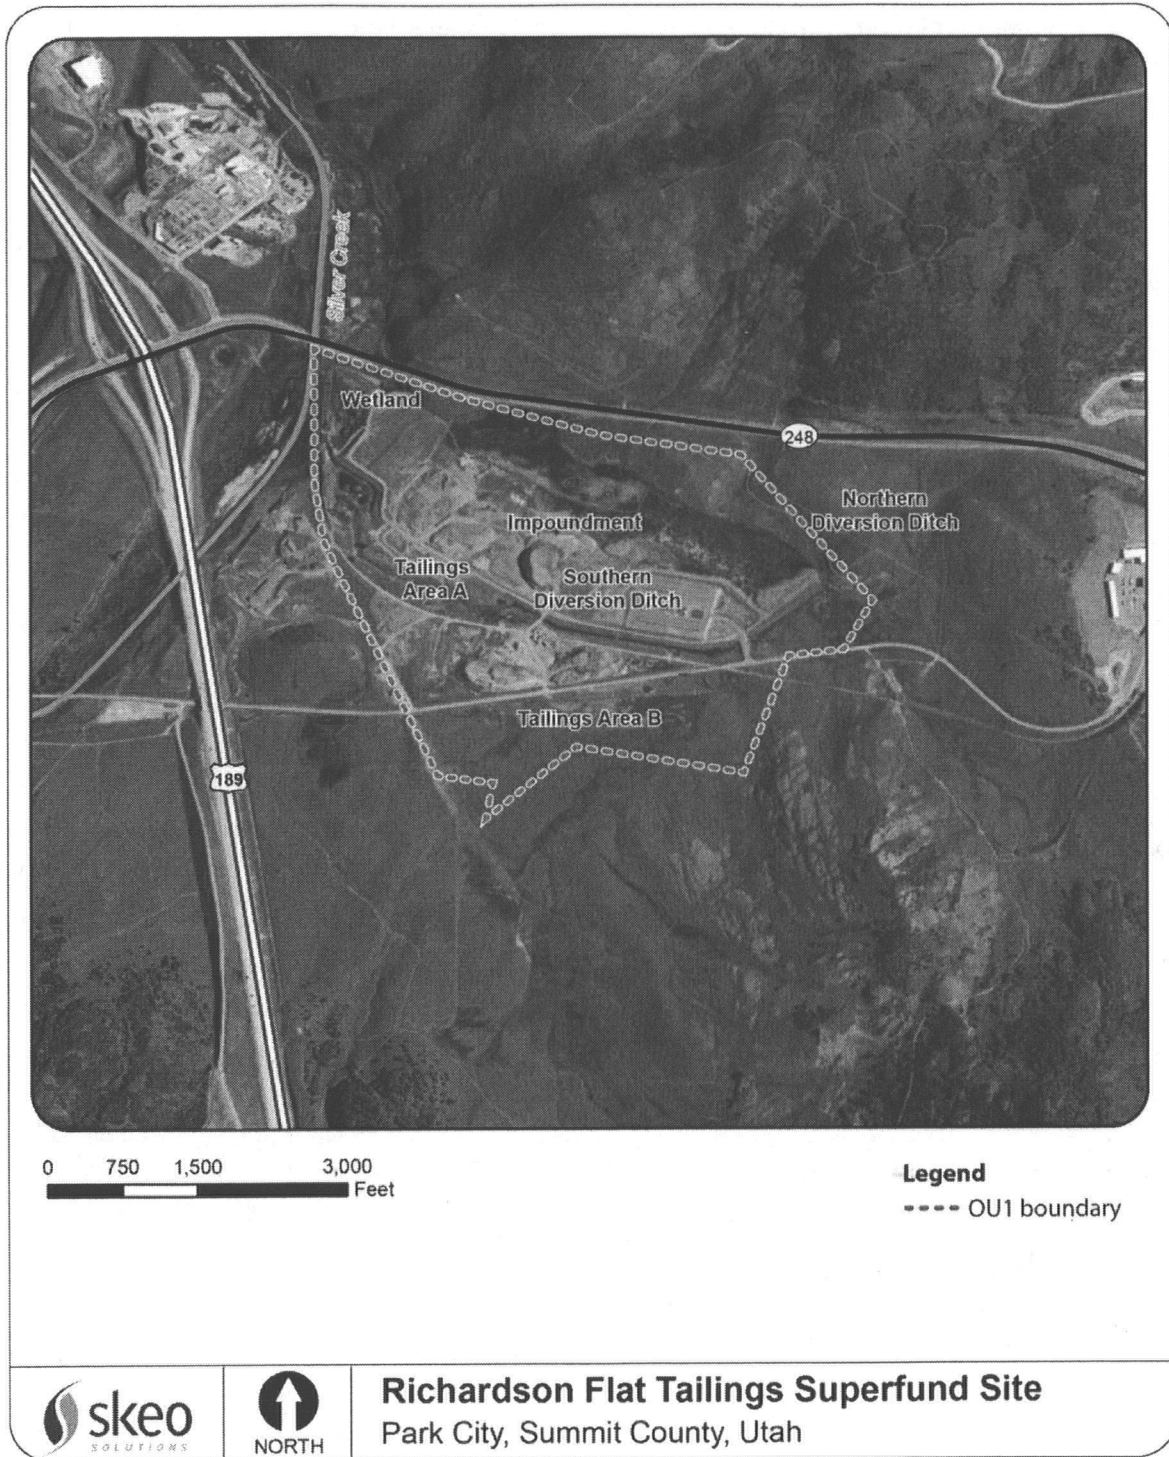 Silver Creek
Wetland
248
Northern
Diversion Ditch
Impoundment
Tailings
Area A
Southern
Diversion Ditch
Tailings Area B
189
0 750 1,500 3,000
Feet
Legend
OU1 boundary
skeo
SOLUTIONS
NORTH
Richardson Flat Tailings Superfund Site
Park City, Summit County, Utah